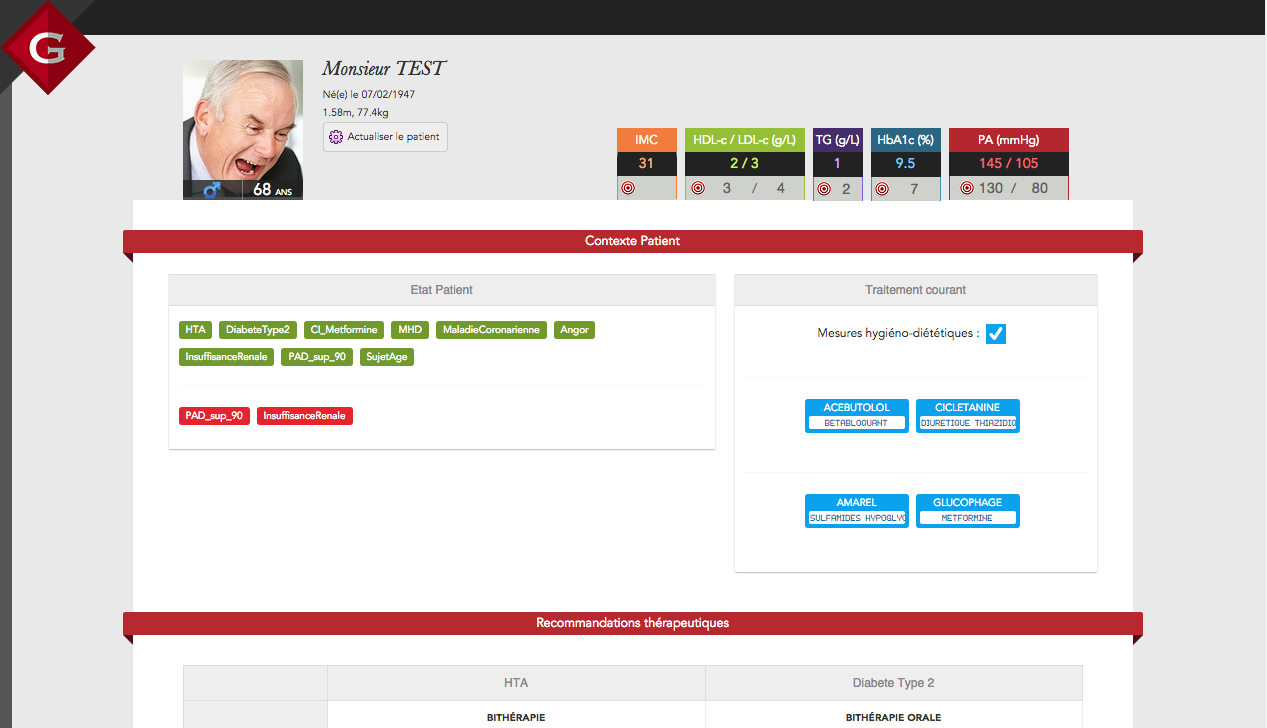 G
Monsieur TEST
Né(e) le 07/02/1947
1.58m, 77.4kg
Actualiser le patient
68 ANS
IMC
31
HDL-c / LDL-c (g/L)
2 / 3
3 / 4
TG (g/L)
1
2
HbA1c (%)
9.5
7
PA (mmHg)
145 / 105
130 / 80
Contexte Patient
Etat Patient
HTA DiabeteType2 CI_Metformine MHD MaladieCoronarienne Angor
InsuffisanceRenale PAD_sup_90 SujetAge
PAD_sup_90 InsuffisanceRenale
Traitement courant
Mesures hygiéno-diététiques :
ACEBUTOLOL
BETABLOQUANT
CICLETANINE
DIURETIQUE THIAZIDIQ
AMAREL
SULFAMIDES HYPOGLYC
GLUCOPHAGE
METFORMINE
Recommandations thérapeutiques
HTA Diabete Type 2
BITHÉRAPIE BITHÉRAPIE ORALE